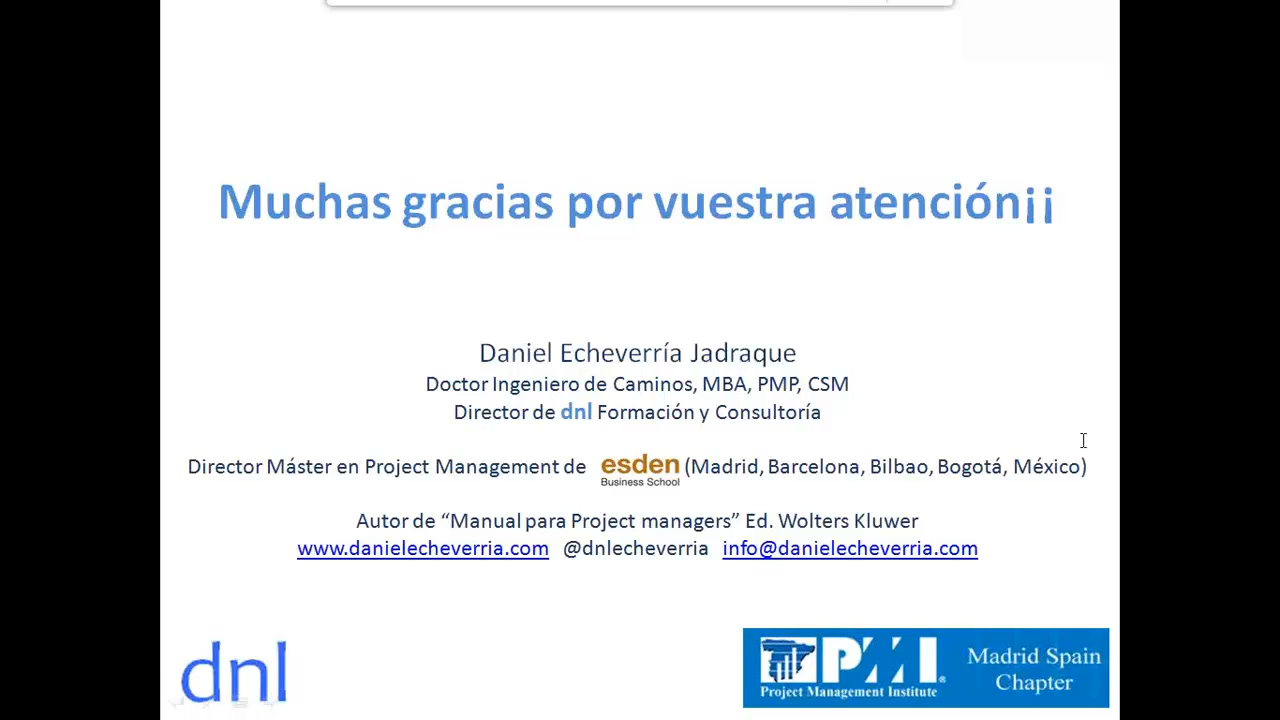 Muchas gracias por vuestra atención¡¡
Daniel Echeverría Jadraque
Doctor Ingeniero de Caminos, MBA, PMP, CSM
Director de dnl Formación y Consultoría
Director Máster en Project Management de esden Business School (Madrid, Barcelona, Bilbao, Bogotá, México)
Autor de “Manual para Project managers” Ed. Wolters Kluwer
www.danielecheverria.com @dnlecheverria info@danielecheverria.com
dnl
PMI®
Project Management Institute
Madrid Spain
Chapter